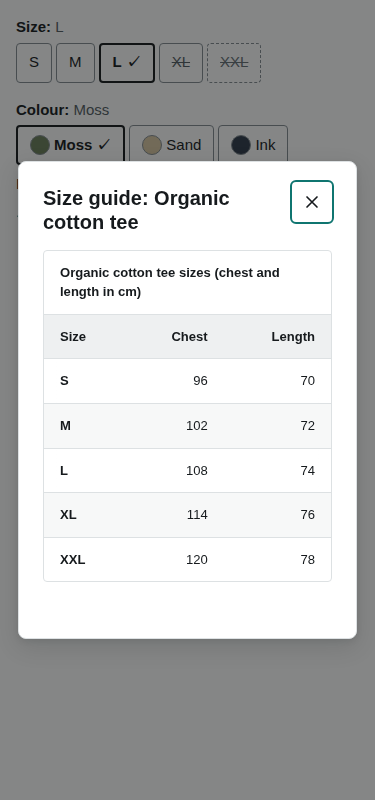 Size: L
S M L ✓ XL XXL
Colour: Moss
Moss ✓ Sand Ink
Size guide: Organic
cotton tee
Organic cotton tee sizes (chest and
length in cm)
Size Chest Length
S 96 70
M 102 72
L 108 74
XL 114 76
XXL 120 78